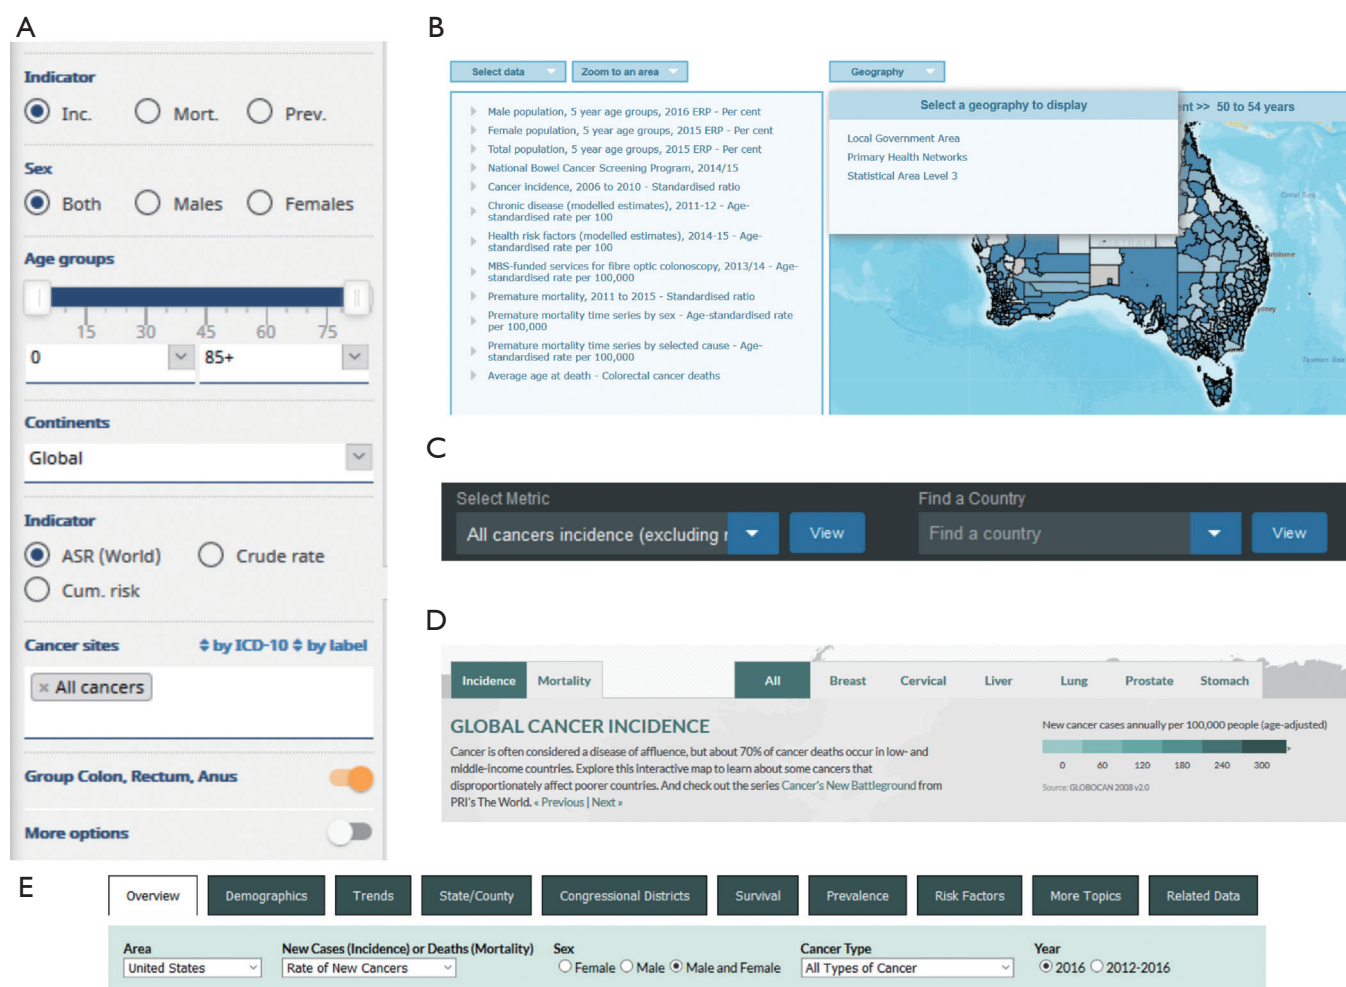 A
Indicator
Inc. Mort. Prev.
Sex
Both Males Females
Age groups
15 30 45 60 75
0 85+
Continents
Global
Indicator
ASR (World) Crude rate
Cum. risk
Cancer sites by ICD-10 by label
× All cancers
Group Colon, Rectum, Anus
More options
B
Select data Zoom to an area Geography
Male population, 5 year age groups, 2016 ERP - Per cent
Female population, 5 year age groups, 2015 ERP - Per cent
Total population, 5 year age groups, 2015 ERP - Per cent
National Bowel Cancer Screening Program, 2014/15
Cancer incidence, 2006 to 2010 - Standardised ratio
Chronic disease (modelled estimates), 2011-12 - Age-
standardised rate per 100
Health risk factors (modelled estimates), 2014-15 - Age-
standardised rate per 100
MBS-funded services for fibre optic colonoscopy, 2013/14 - Age-
standardised rate per 100,000
Premature mortality, 2011 to 2015 - Standardised ratio
Premature mortality time series by sex - Age-standardised rate
per 100,000
Premature mortality time series by selected cause - Age-
standardised rate per 100,000
Average age at death - Colorectal cancer deaths
Select a geography to display
nt >> 50 to 54 years
Local Government Area
Primary Health Networks
Statistical Area Level 3
Coral Sea
Brisbane
ydney
Tasman Sea
C
Select Metric Find a Country
All cancers incidence (excluding r View Find a country View
D
Incidence Mortality All Breast Cervical Liver Lung Prostate Stomach
GLOBAL CANCER INCIDENCE
Cancer is often considered a disease of affluence, but about 70% of cancer deaths occur in low- and
middle-income countries. Explore this interactive map to learn about some cancers that
disproportionately affect poorer countries. And check out the series Cancer's New Battleground from
PRI's The World. « Previous | Next »
New cancer cases annually per 100,000 people (age-adjusted)
>
0 60 120 180 240 300
Source: GLOBOCAN 2008 v2.0
E
Overview Demographics Trends State/County Congressional Districts Survival Prevalence Risk Factors More Topics Related Data
Area New Cases (Incidence) or Deaths (Mortality) Sex Cancer Type Year
United States Rate of New Cancers Female Male Male and Female All Types of Cancer 2016 2012-2016